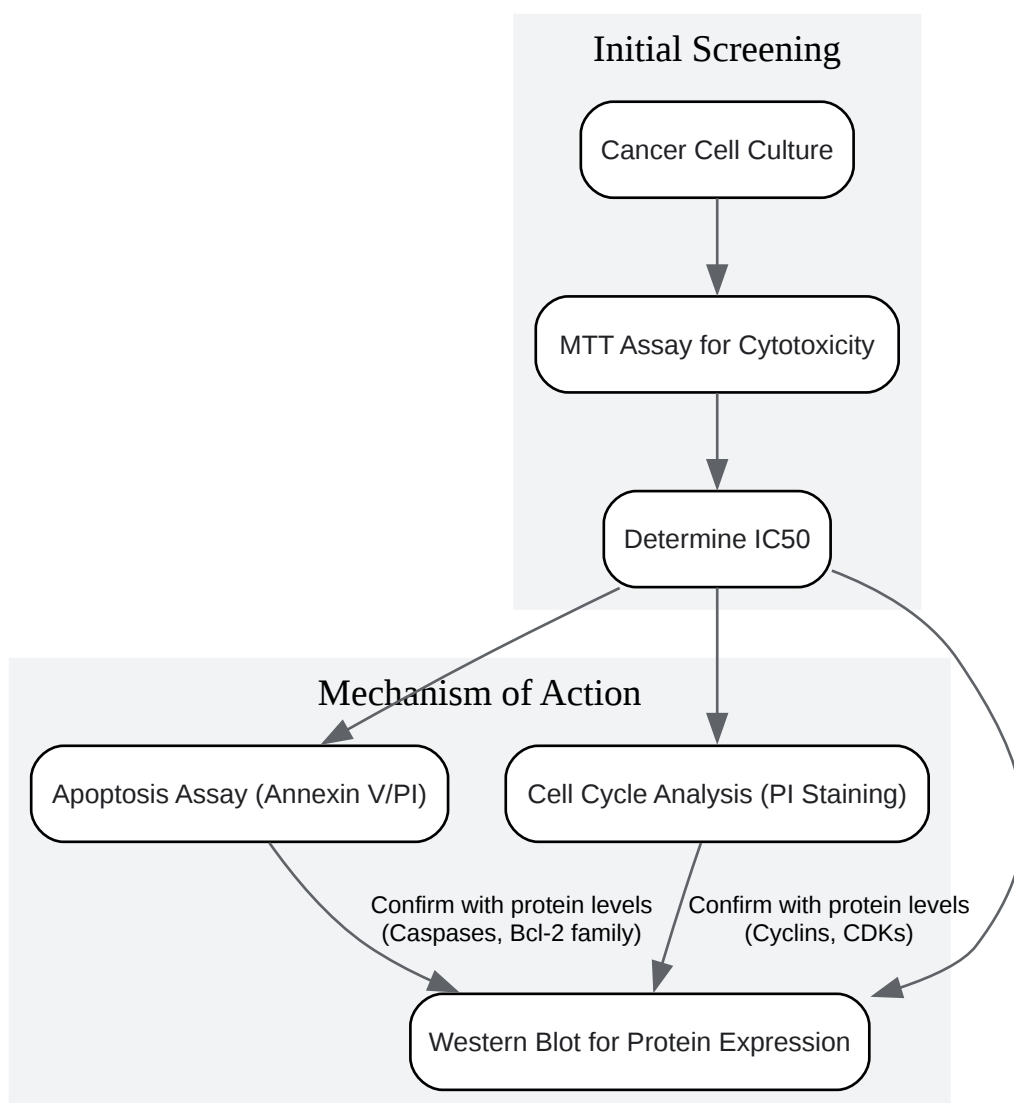 Initial Screening
Cancer Cell Culture
MTT Assay for Cytotoxicity
Determine IC50
Mechanism of Action
Apoptosis Assay (Annexin V/PI)
Cell Cycle Analysis (PI Staining)
Confirm with protein levels
(Caspases, Bcl-2 family)
Confirm with protein levels
(Cyclins, CDKs)
Western Blot for Protein Expression